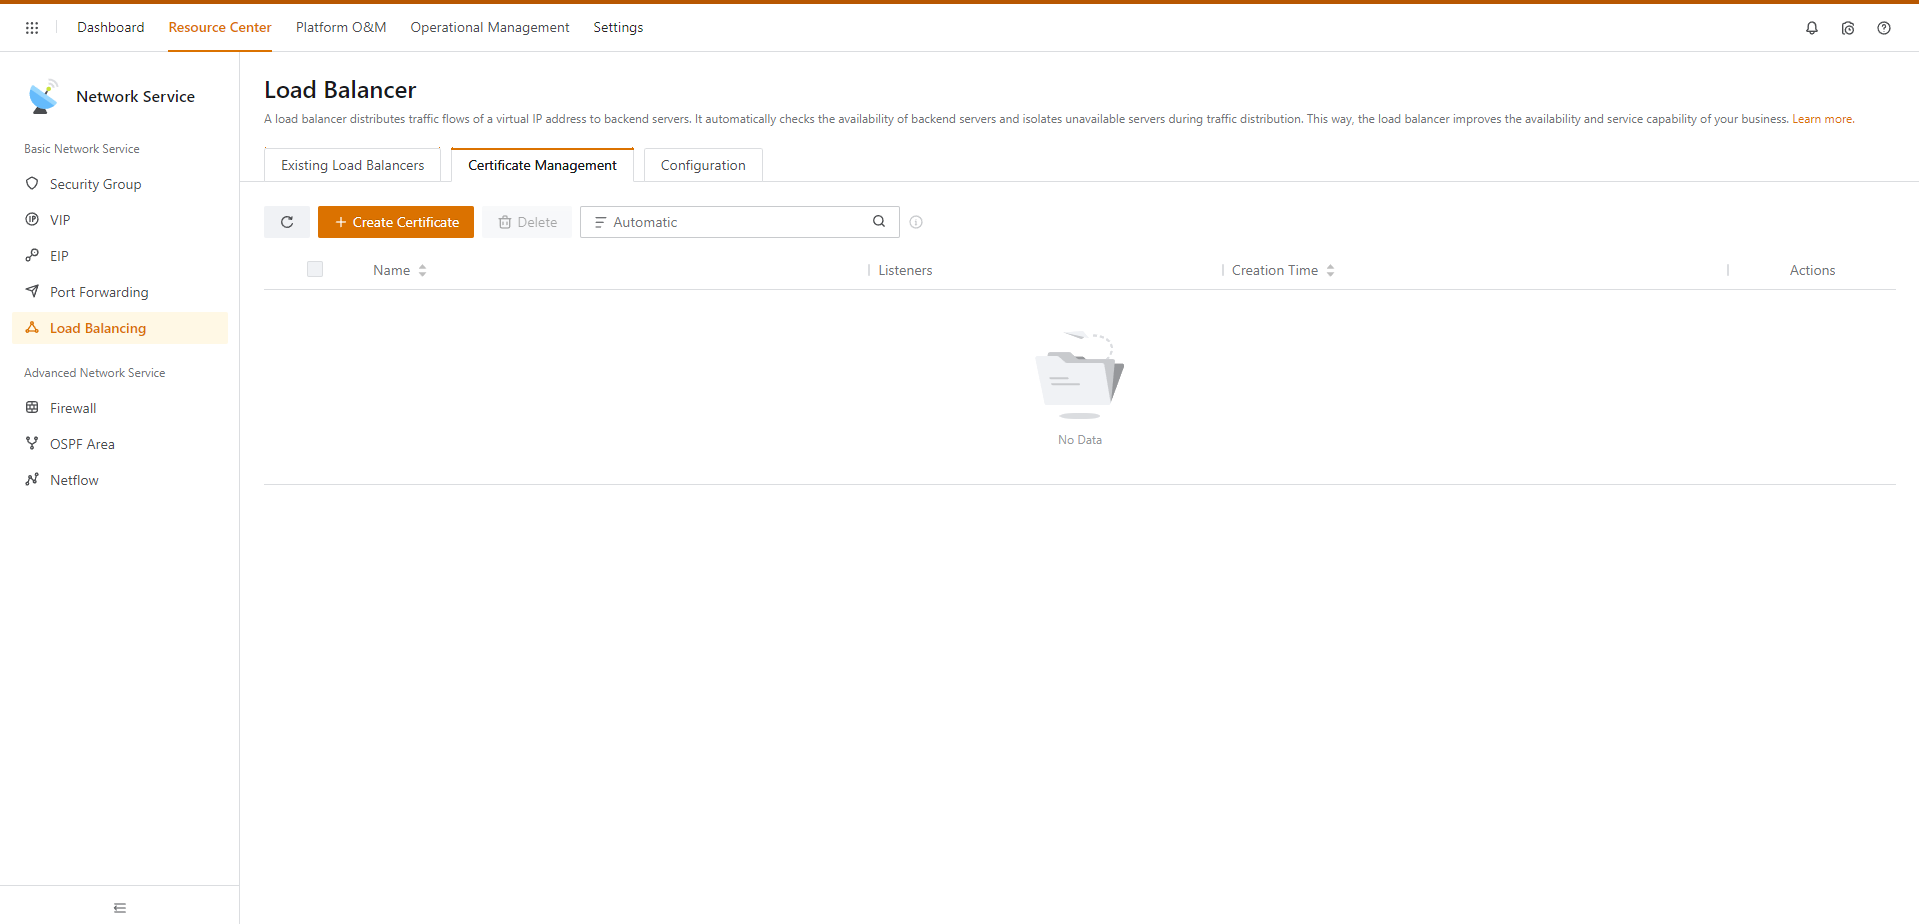 Dashboard
Resource Center
Platform O&M
Operational Management
Settings
Network Service
Basic Network Service
Security Group
VIP
EIP
Port Forwarding
Load Balancing
Advanced Network Service
Firewall
OSPF Area
Netflow
Load Balancer
A load balancer distributes traffic flows of a virtual IP address to backend servers. It automatically checks the availability of backend servers and isolates unavailable servers during traffic distribution. This way, the load balancer improves the availability and service capability of your business. Learn more.
Existing Load Balancers
Certificate Management
Configuration
Create Certificate
Delete
Automatic
Name
Listeners
Creation Time
Actions
No Data